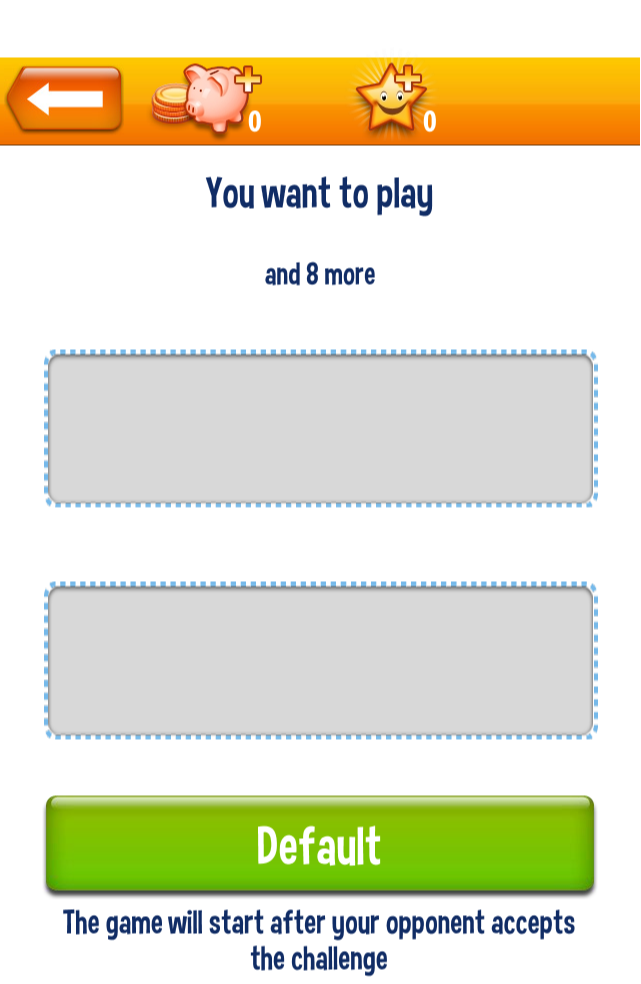 0 0
You want to play
and 8 more
Default
The game will start after your opponent accepts
the challenge